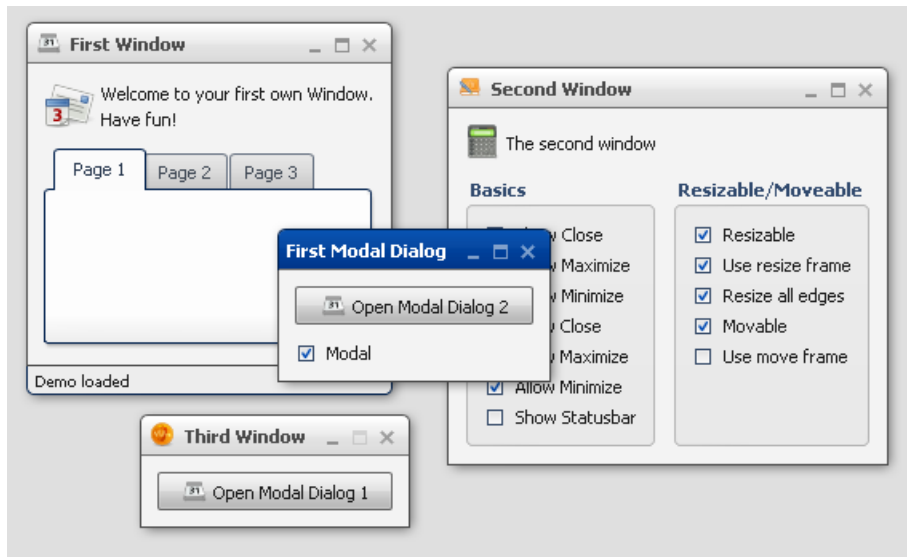 First Window
Welcome to your first own Window.
Have fun!
Page 1
Page 2
Page 3
Demo loaded
First Modal Dialog
Open Modal Dialog 2
Modal
Second Window
The second window
Basics
Close
Maximize
Minimize
Close
Maximize
Allow Minimize
Show Statusbar
Resizable/Moveable
Resizable
Use resize frame
Resize all edges
Movable
Use move frame
Third Window
Open Modal Dialog 1